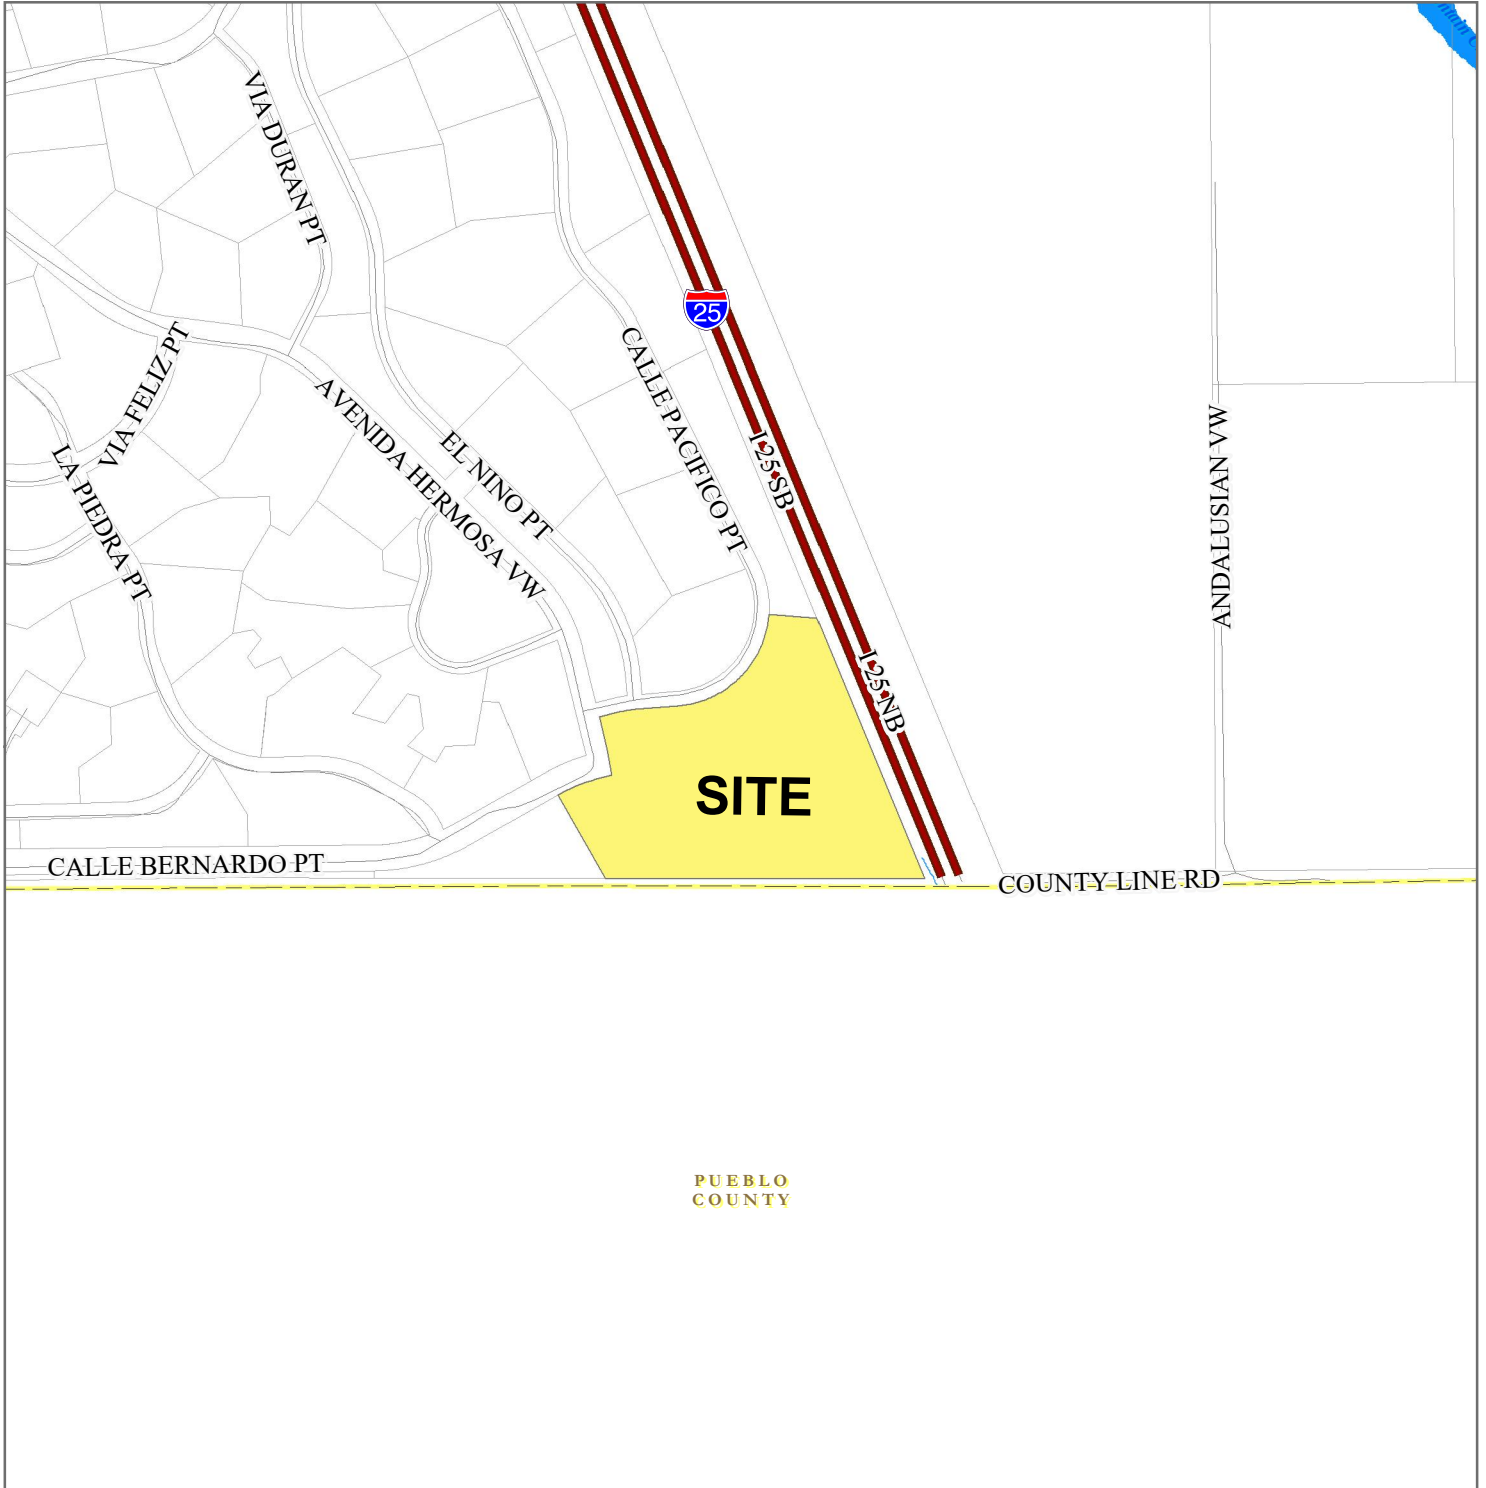 VIA DURAN PT
25
VIA FELIZ PT
CALLE PACIFICO PT
AVENIDA HERMOSA VW
EL NINO PT
I 25 SB
ANDALUSIAN VW
LA PIEDRA PT
I 25 NB
SITE
CALLE BERNARDO PT
COUNTY LINE RD
PUEBLO
COUNTY